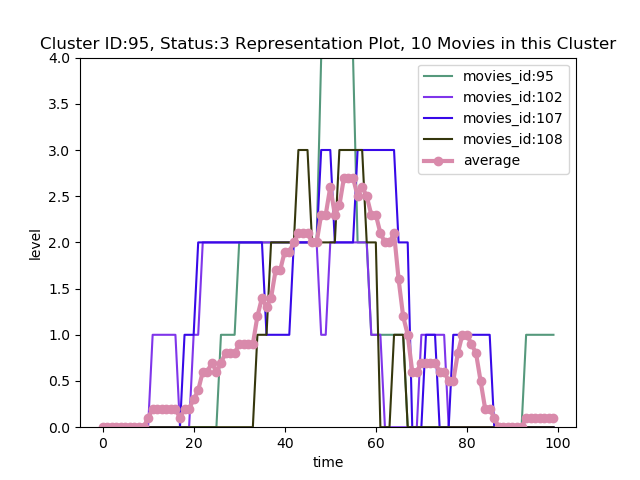 Cluster ID:95, Status:3 Representation Plot, 10 Movies in this Cluster
4.0
3.5
3.0
2.5
2.0
1.5
1.0
0.5
0.0
level
movies_id:95
movies_id:102
movies_id:107
movies_id:108
average
0
20
40
60
80
100
time